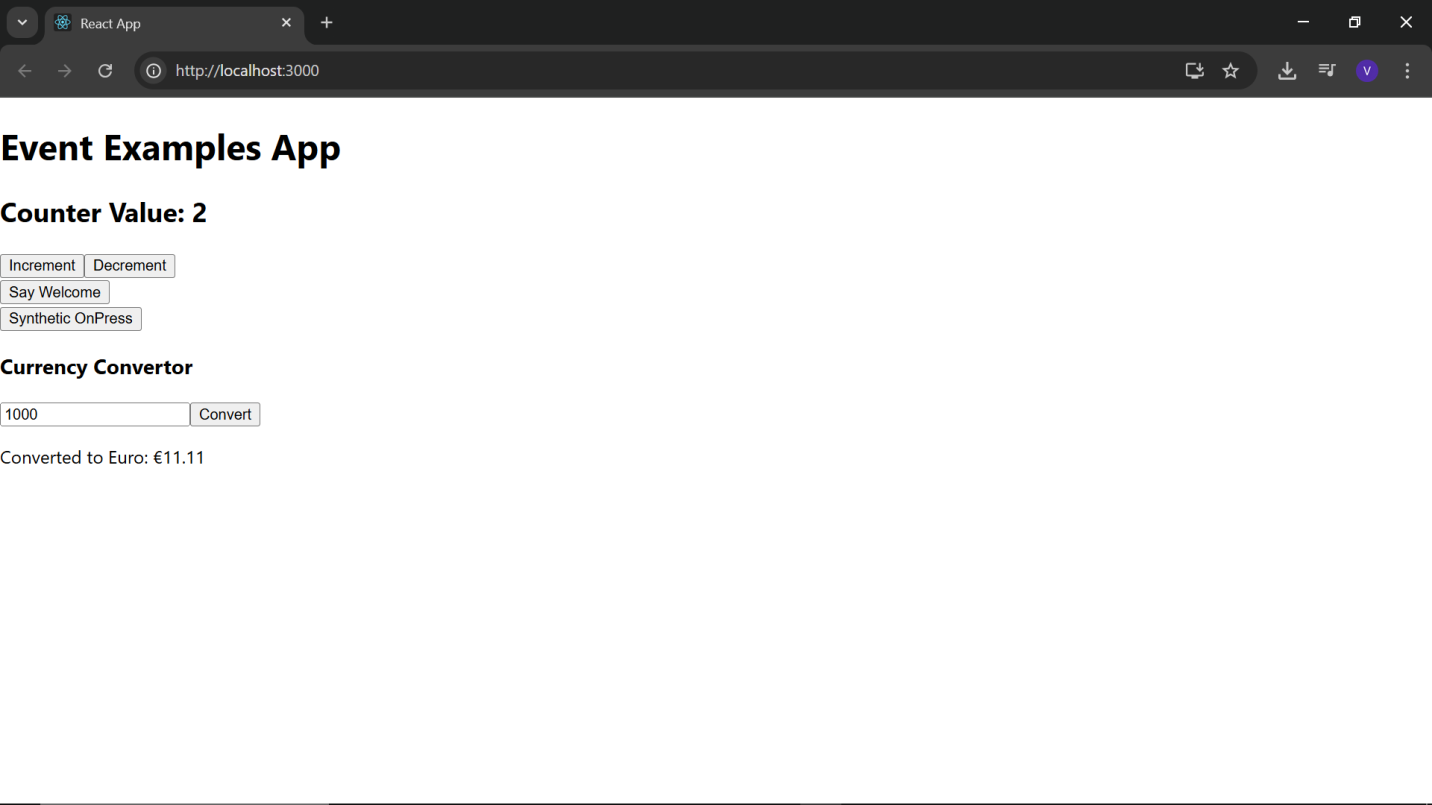 React App
http://localhost:3000
V
Event Examples App
Counter Value: 2
Increment Decrement
Say Welcome
Synthetic OnPress
Currency Convertor
1000 Convert
Converted to Euro: €11.11